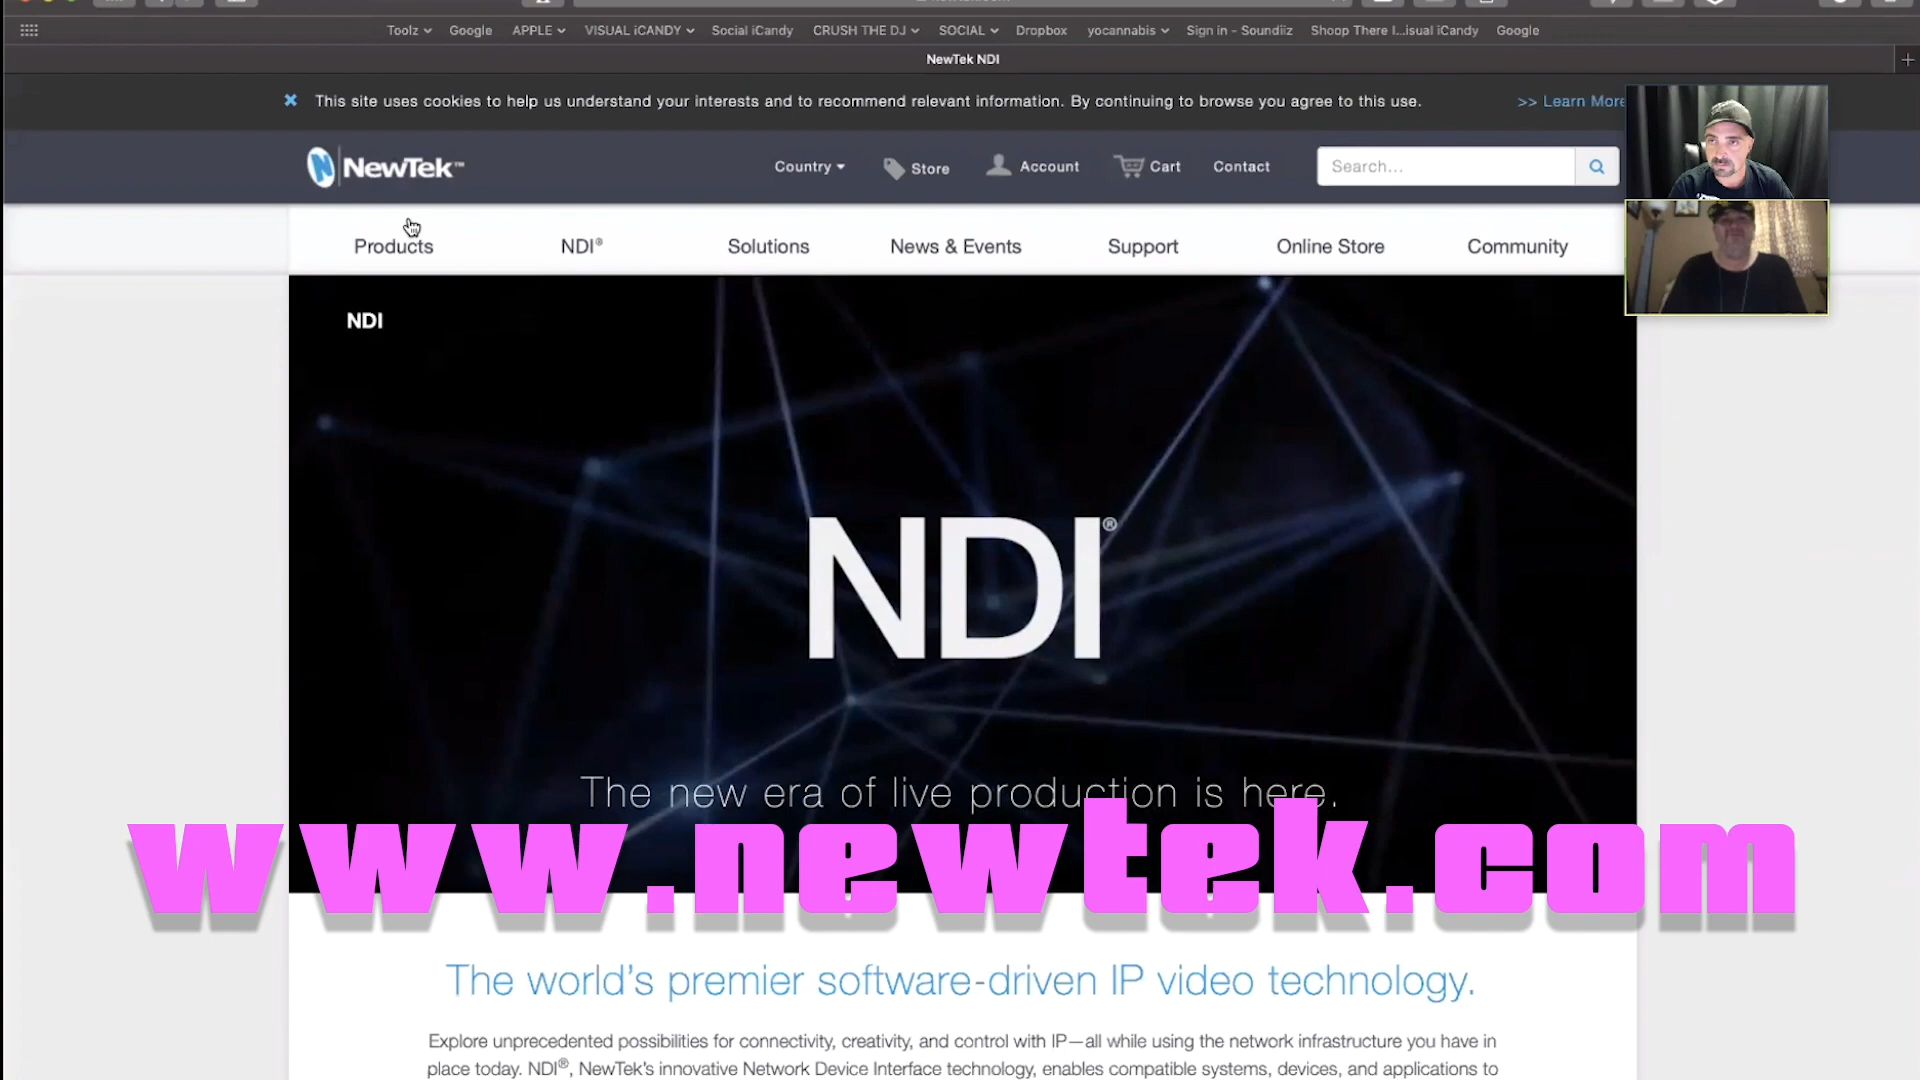 Toolz Google APPLE VISUAL iCANDY Social iCandy CRUSH THE DJ SOCIAL Dropbox yocannabis Sign in - Soundiiz Shoop There I...isual iCandy Google
NewTek NDI
This site uses cookies to help us understand your interests and to recommend relevant information. By continuing to browse you agree to this use. >> Learn More
NewTek™ Country Store Account Cart Contact Search...
Products NDI® Solutions News & Events Support Online Store Community
NDI
NDI®
The new era of live production is here.
www.newtek.com
The world's premier software-driven IP video technology.
Explore unprecedented possibilities for connectivity, creativity, and control with IP—all while using the network infrastructure you have in
place today. NDI®, NewTek's innovative Network Device Interface technology, enables compatible systems, devices, and applications to